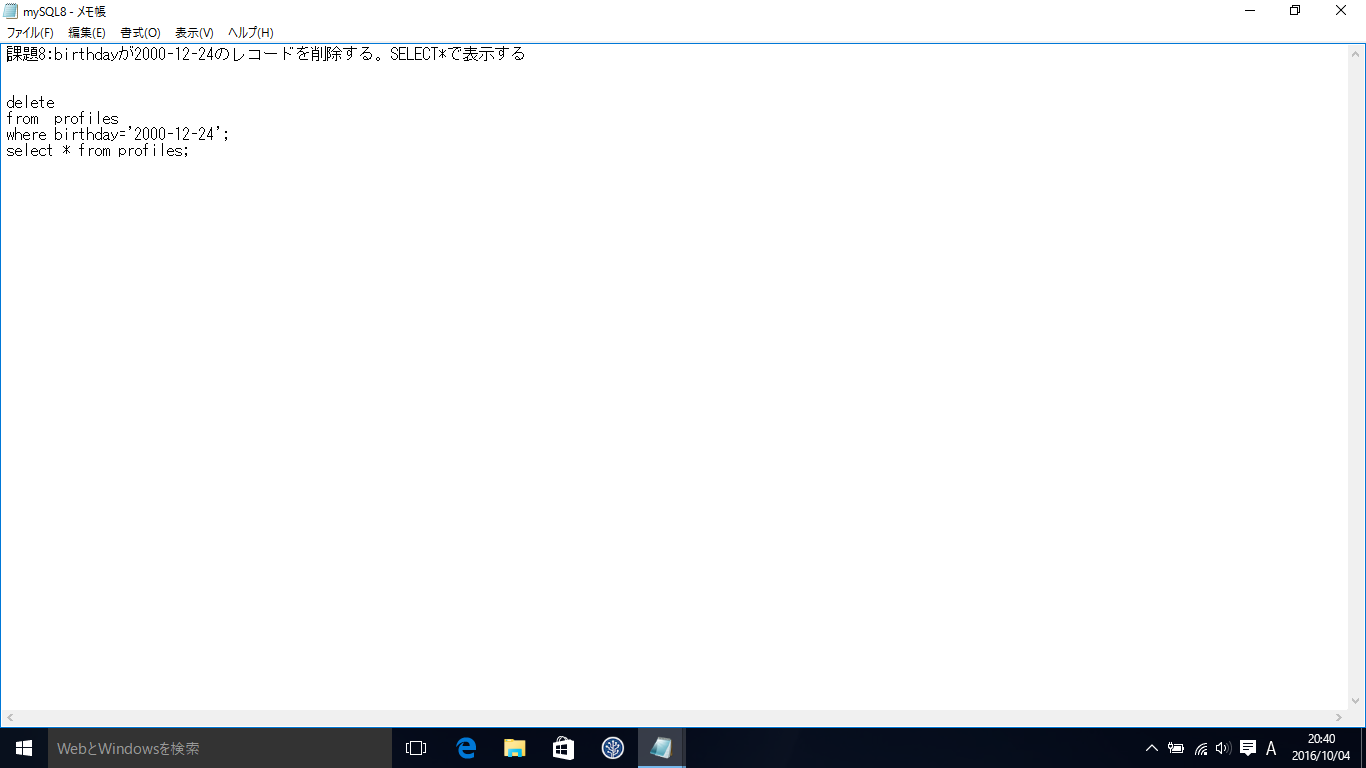 mySQL8 - メモ帳
ファイル(F) 編集(E) 書式(O) 表示(V) ヘルプ(H)
課題8:birthdayが2000-12-24のレコードを削除する。SELECT*で表示する
delete
from  profiles
where birthday='2000-12-24';
select * from profiles;
WebとWindowsを検索
A
20:40
2016/10/04